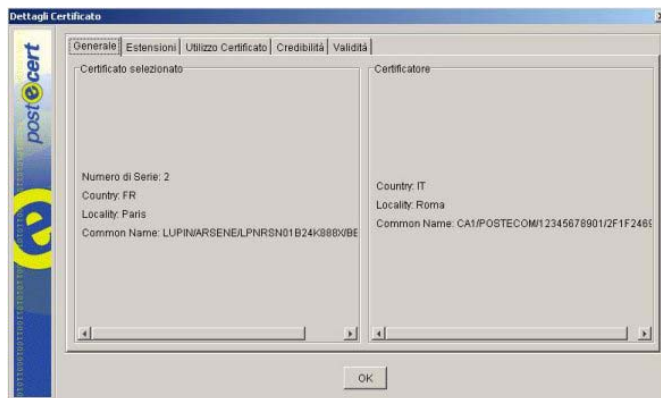 Dettagli Certificato
postecert
Generale Estensioni Utilizzo Certificato Credibilità Validità
Certificato selezionato
Numero di Serie: 2
Country: FR
Locality: Paris
Common Name: LUPIN/ARSENE/LPNRSN01B24K888X/BE
Certificatore
Country: IT
Locality: Roma
Common Name: CA1/POSTECOM/12345678901/2F1F2469
OK